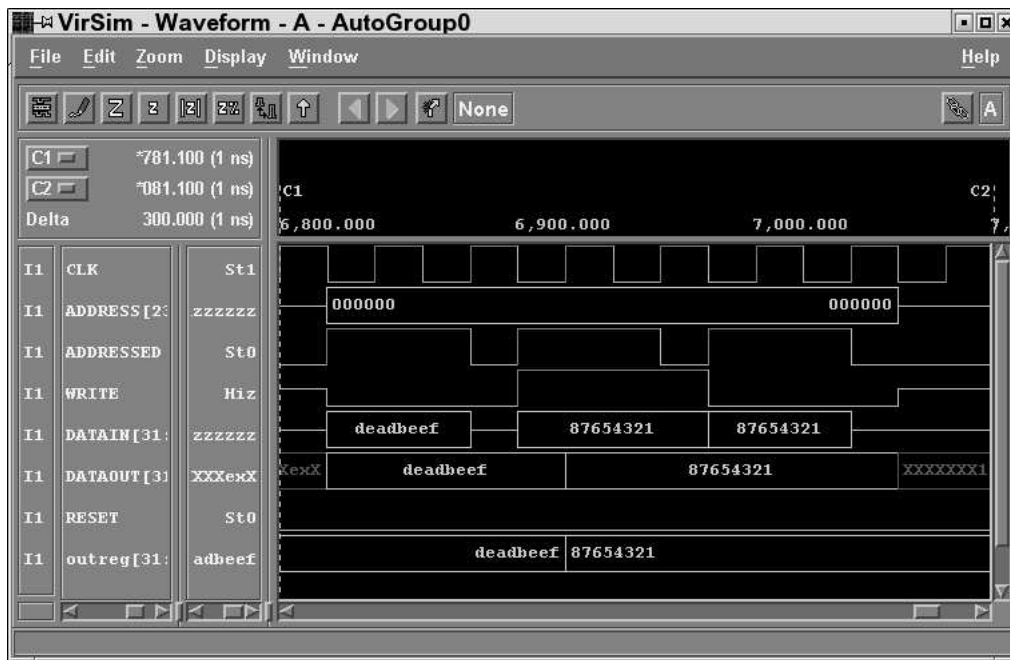 VirSim - Waveform - A - AutoGroup0
File Edit Zoom Display Window Help
Z z |z| z% None A
C1 *781.100 (1 ns)
C2 *081.100 (1 ns)
Delta 300.000 (1 ns)
C1 C2
6,800.000 6,900.000 7,000.000 7,
I1 CLK St1
I1 ADDRESS[23 zzzzzz 000000 000000
I1 ADDRESSED St0
I1 WRITE Hiz
I1 DATAIN[31: zzzzzz deadbeef 87654321 87654321
I1 DATAOUT[31 XXXexX XexX deadbeef 87654321 XXXXXXX1
I1 RESET St0
I1 outreg[31: adbeef deadbeef 87654321